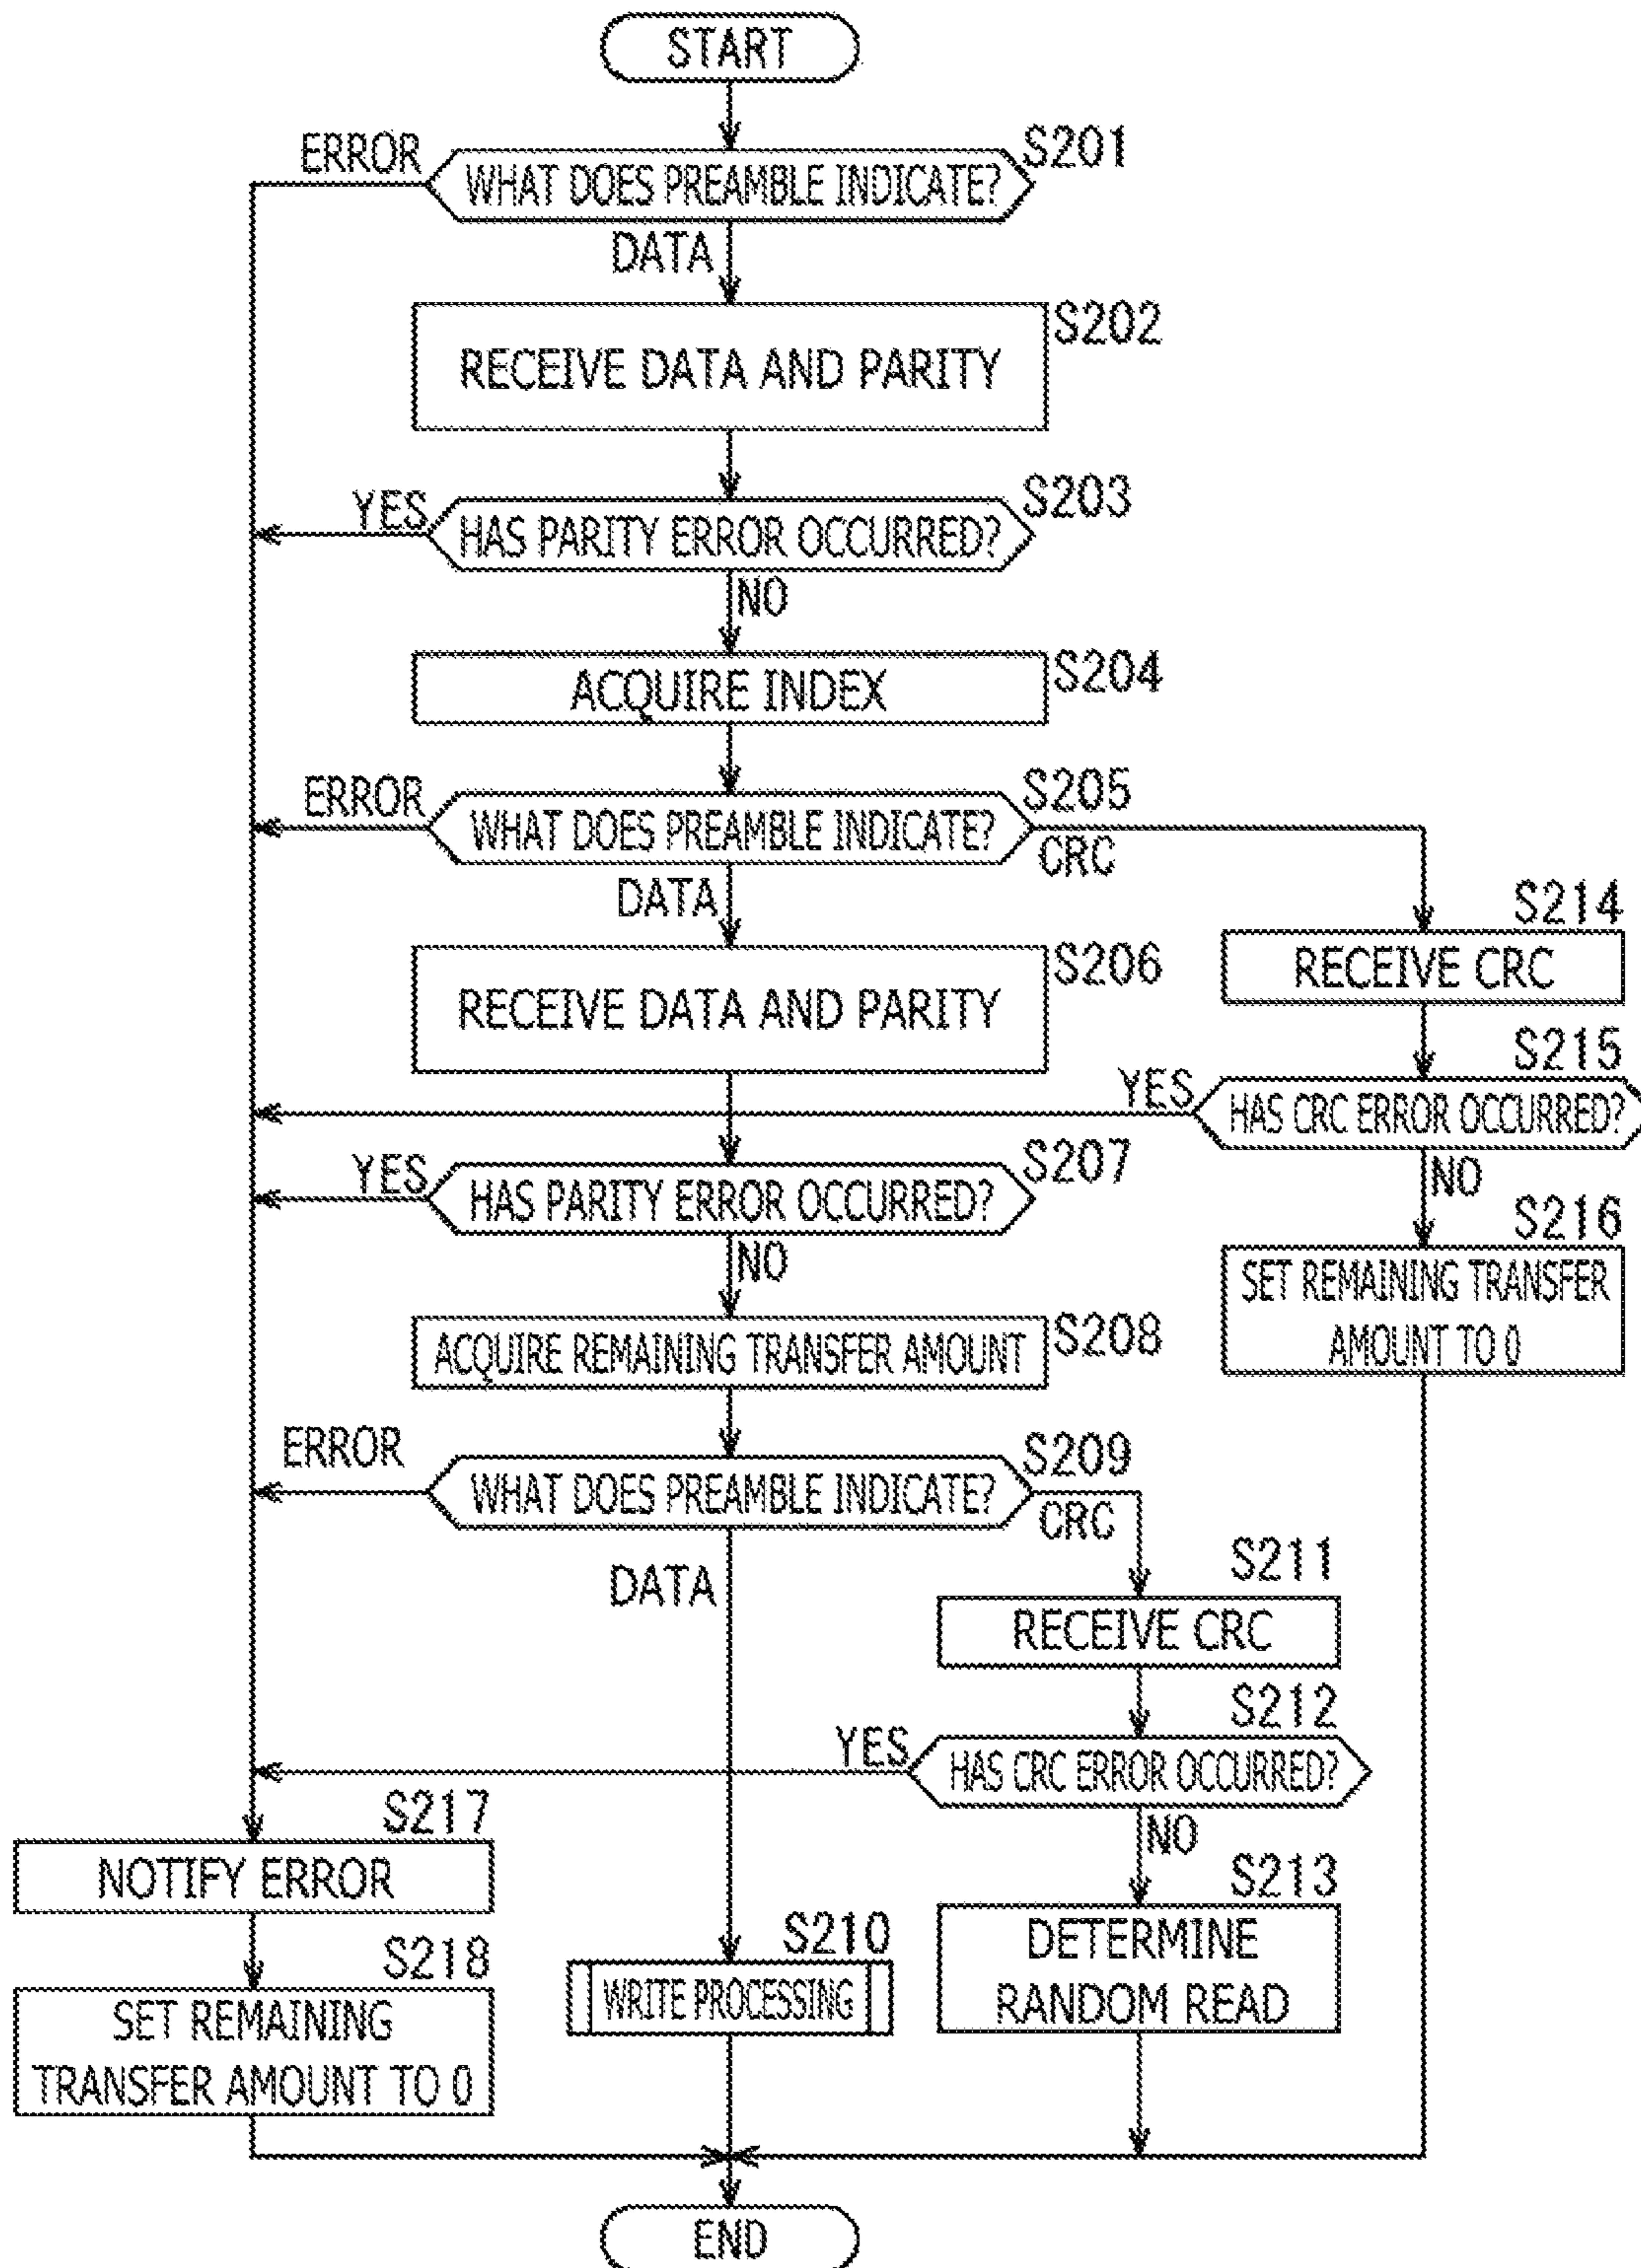 START
ERROR
S201
WHAT DOES PREAMBLE INDICATE?
DATA
S202
RECEIVE DATA AND PARITY
S203
YES
HAS PARITY ERROR OCCURRED?
NO
S204
ACQUIRE INDEX
S205
ERROR
WHAT DOES PREAMBLE INDICATE?
CRC
DATA
S214
RECEIVE CRC
S206
RECEIVE DATA AND PARITY
S215
YES
HAS CRC ERROR OCCURRED?
NO
S207
YES
HAS PARITY ERROR OCCURRED?
NO
S216
SET REMAINING TRANSFER
AMOUNT TO 0
S208
ACQUIRE REMAINING TRANSFER AMOUNT
ERROR
S209
WHAT DOES PREAMBLE INDICATE?
CRC
DATA
S211
RECEIVE CRC
S212
YES
HAS CRC ERROR OCCURRED?
NO
S217
NOTIFY ERROR
S213
DETERMINE
RANDOM READ
S210
WRITE PROCESSING
S218
SET REMAINING
TRANSFER AMOUNT TO 0
END